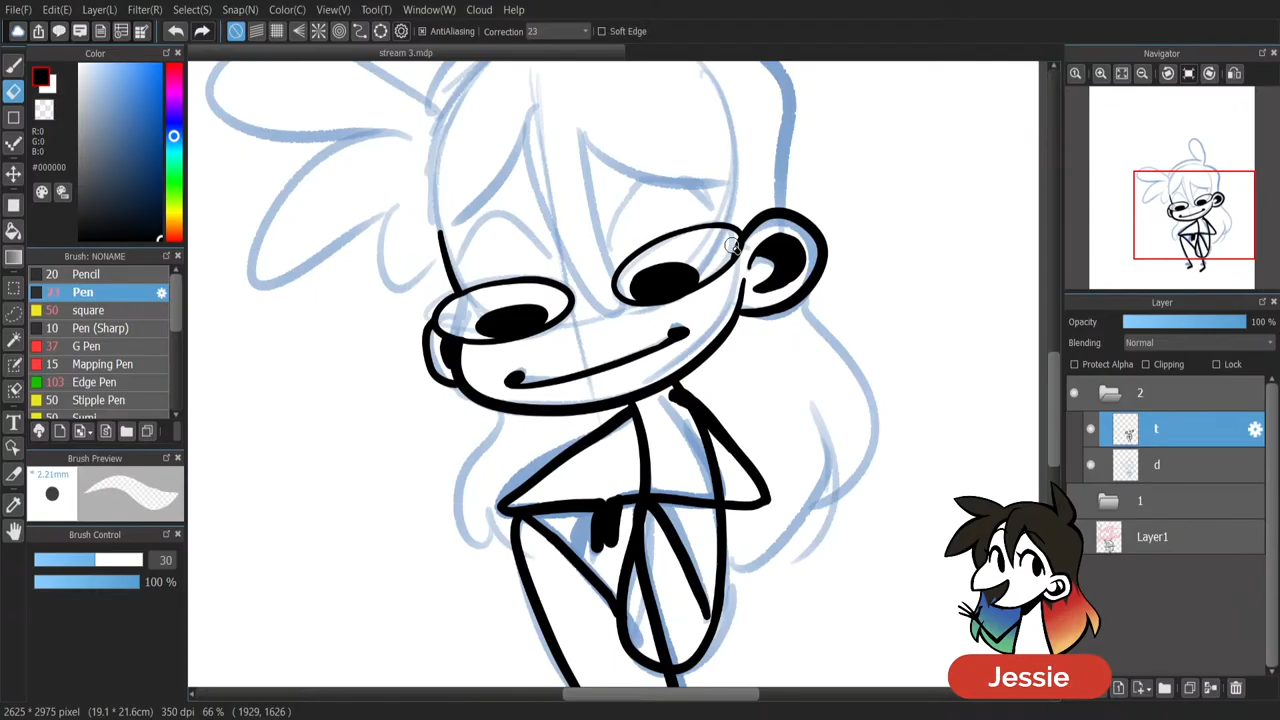 File(F) Edit(E) Layer(L) Filter(F) Select(S) Snap(N) Color(C) View(V) Tool(T) Window(W) Cloud Help
AntiAliasing Correction 23 Soft Edge
Color
stream 3.mdp
Navigator
R:0
G:0
B:0
#000000
Brush: NONAME
20 Pencil
23 Pen
50 square
10 Pen (Sharp)
37 G Pen
15 Mapping Pen
103 Edge Pen
50 Stipple Pen
50 Sumi
Brush Preview
* 2.21mm
Brush Control
30
100 %
Layer
Opacity 100 %
Blending Normal
Protect Alpha Clipping Lock
2
t
d
1
Layer1
Jessie
2625 * 2975 pixel (19.1 * 21.6cm) 350 dpi 66 % ( 1929, 1626 )